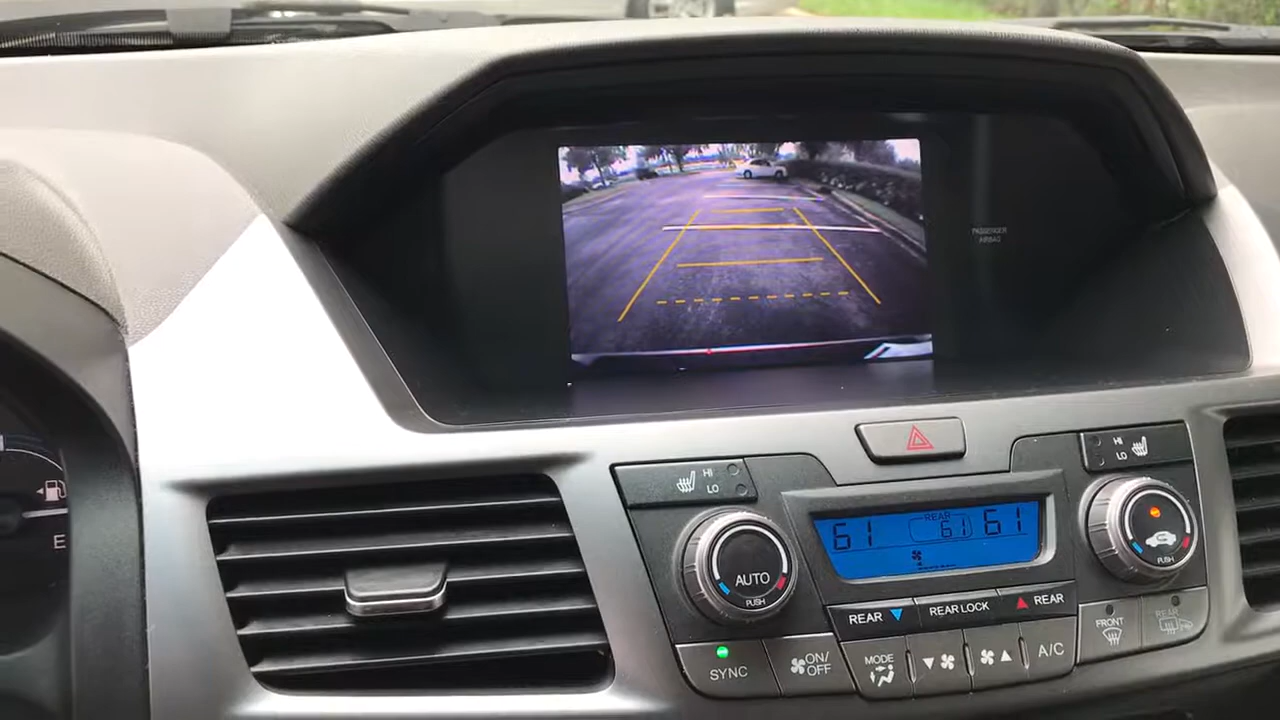 PASSENGER
AIRBAG
HI
LO
HI
LO
61
REAR
61
61
E
AUTO
PUSH
PUSH
REAR
REAR LOCK
REAR
SYNC
ON/
OFF
MODE
A/C
FRONT
REAR